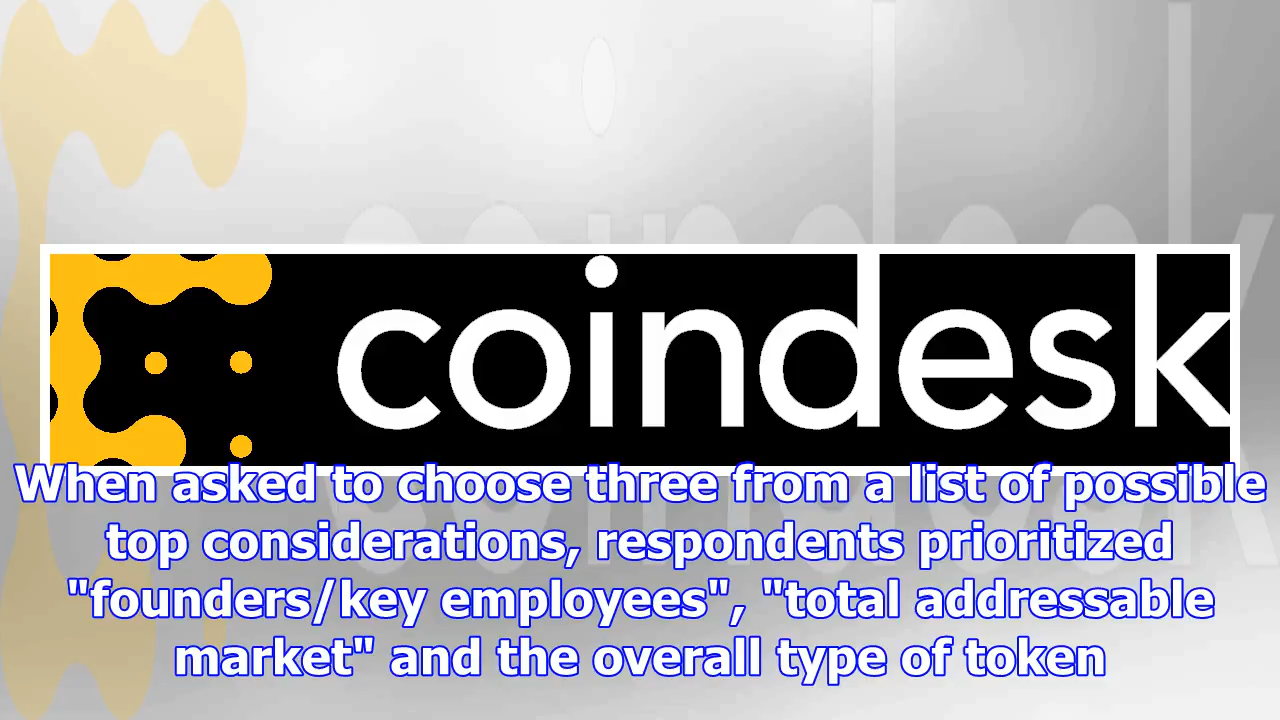 coindesk
When asked to choose three from a list of possible
top considerations, respondents prioritized
"founders/key employees", "total addressable
market" and the overall type of token